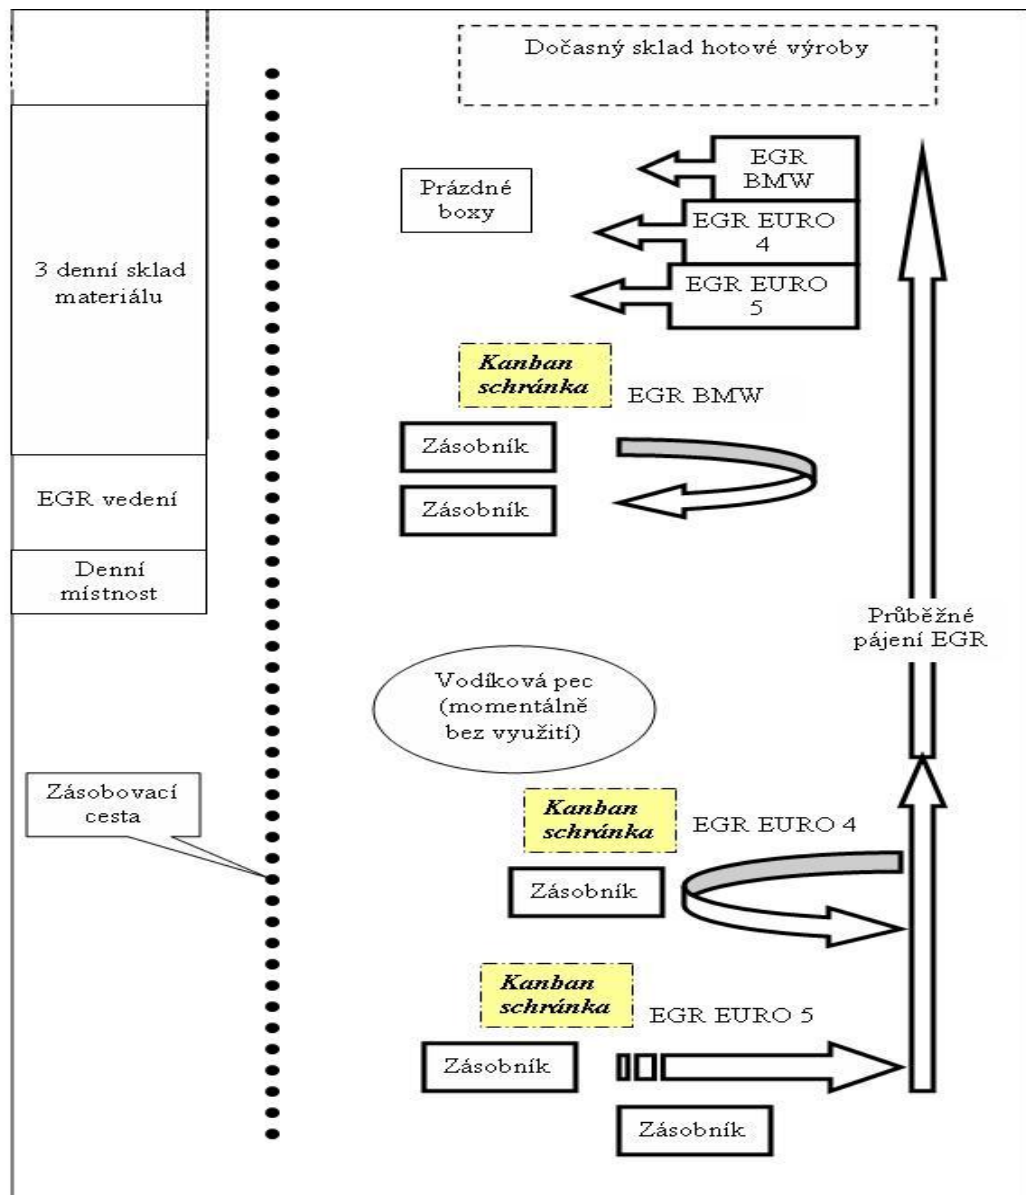 Dočasný sklad hotové výroby
EGR
BMW
Prázdné
boxy
EGR EURO
4
3 denní sklad
materiálu
EGR EURO
5
Kanban
schránka
EGR BMW
Zásobník
EGR vedení
Zásobník
Denní
místnost
Průběžné
pájení EGR
Vodíková pec
(momentálně
bez využití)
Zásobovací
cesta
Kanban
schránka
EGR EURO 4
Zásobník
Kanban
schránka
EGR EURO 5
Zásobník
Zásobník